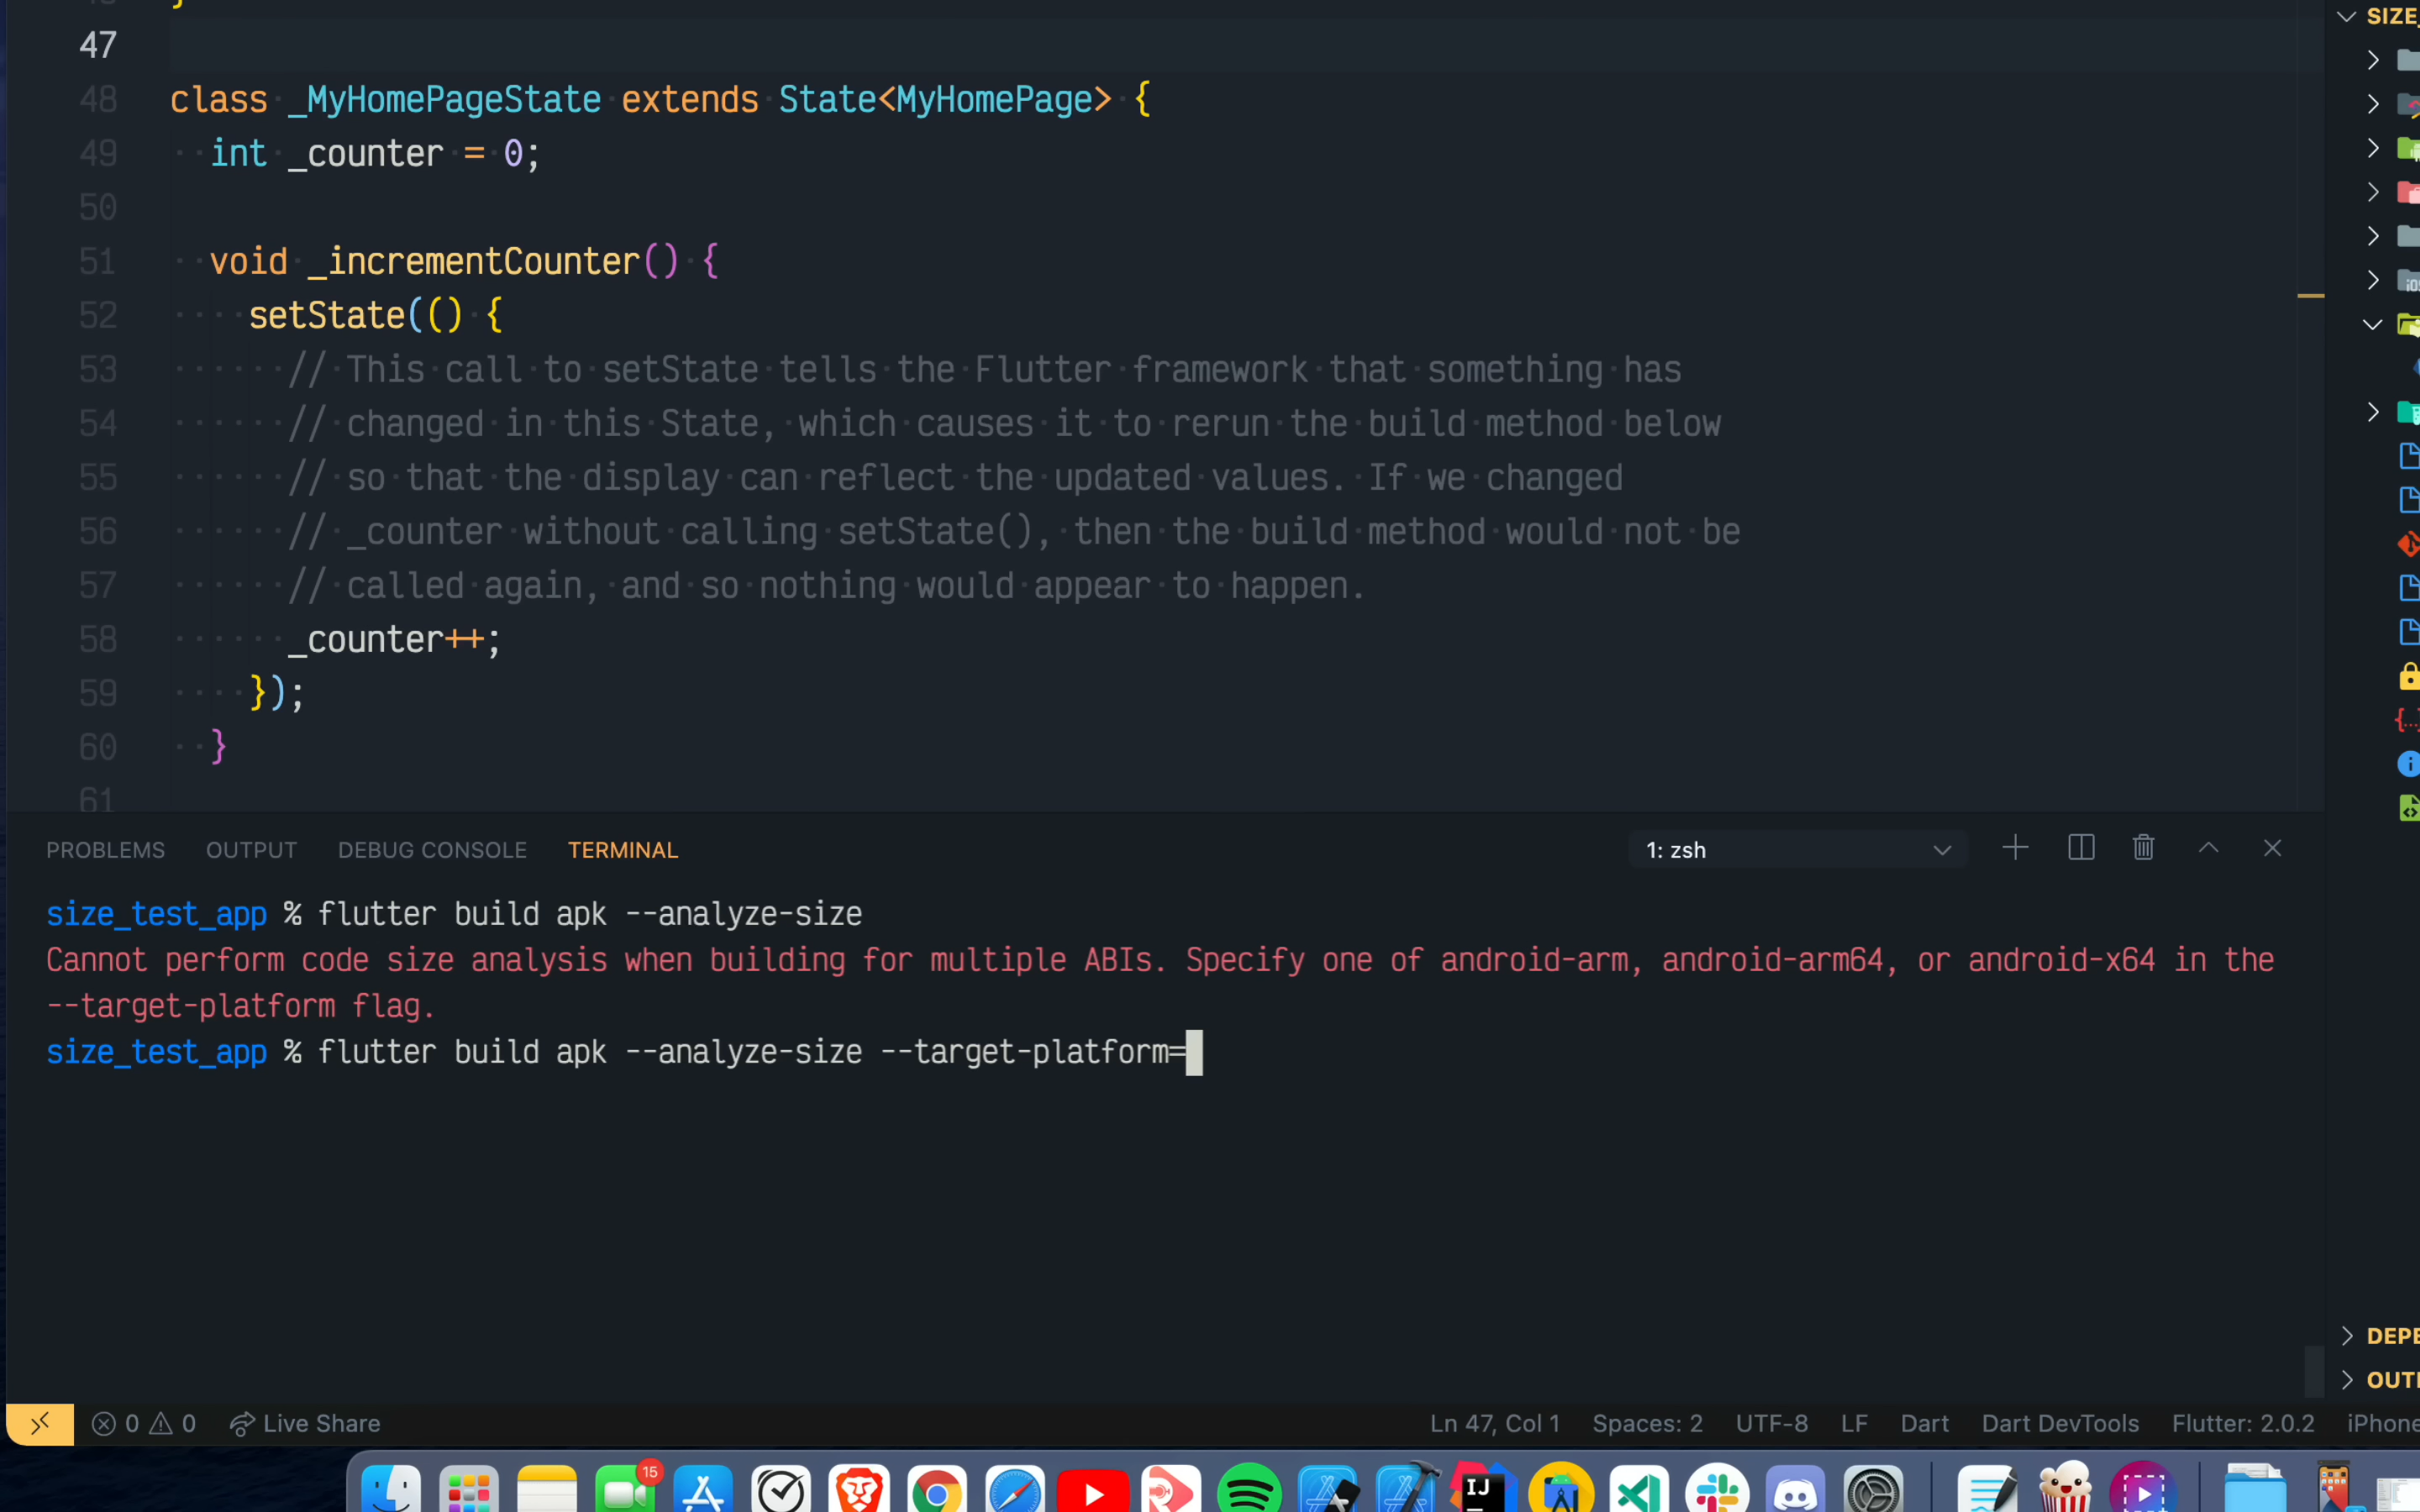 SIZE_
47
48 class _MyHomePageState extends State<MyHomePage> {
49 int _counter = 0;
50
51 void _incrementCounter() {
52 setState(() {
53 // This call to setState tells the Flutter framework that something has
54 // changed in this State, which causes it to rerun the build method below
55 // so that the display can reflect the updated values. If we changed
56 // _counter without calling setState(), then the build method would not be
57 // called again, and so nothing would appear to happen.
58 _counter++;
59 });
60 }
61
PROBLEMS OUTPUT DEBUG CONSOLE TERMINAL 1: zsh
size_test_app % flutter build apk --analyze-size
Cannot perform code size analysis when building for multiple ABIs. Specify one of android-arm, android-arm64, or android-x64 in the
--target-platform flag.
size_test_app % flutter build apk --analyze-size --target-platform=
0 0 Live Share Ln 47, Col 1 Spaces: 2 UTF-8 LF Dart Dart DevTools Flutter: 2.0.2 iPhone
15
IJ